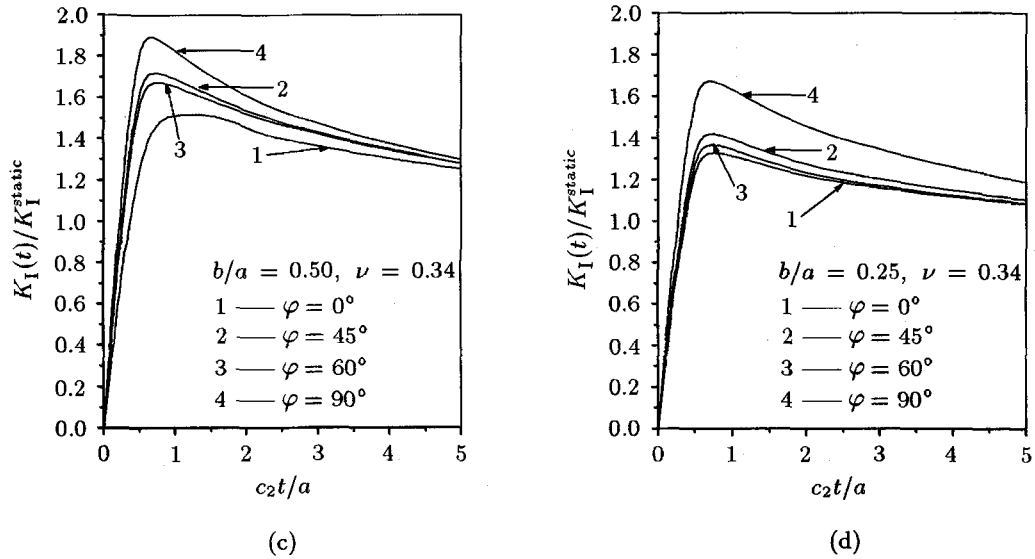 2.0
1.8
1.6
1.4
1.2
1.0
0.8
0.6
0.4
0.2
0.0
K_I(t)/K_I^static
4
2
3
1
b/a = 0.50, ν = 0.34
1 — φ = 0°
2 — φ = 45°
3 — φ = 60°
4 — φ = 90°
0 1 2 3 4 5
c₂t/a
(c)
2.0
1.8
1.6
1.4
1.2
1.0
0.8
0.6
0.4
0.2
0.0
K_I(t)/K_I^static
4
2
3
1
b/a = 0.25, ν = 0.34
1 — φ = 0°
2 — φ = 45°
3 — φ = 60°
4 — φ = 90°
0 1 2 3 4 5
c₂t/a
(d)